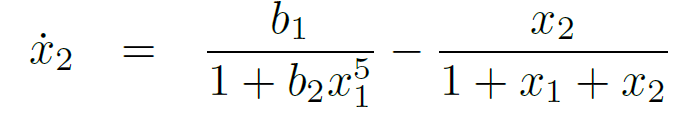 ẋ₂ = b₁ / (1 + b₂x₁⁵) − x₂ / (1 + x₁ + x₂)